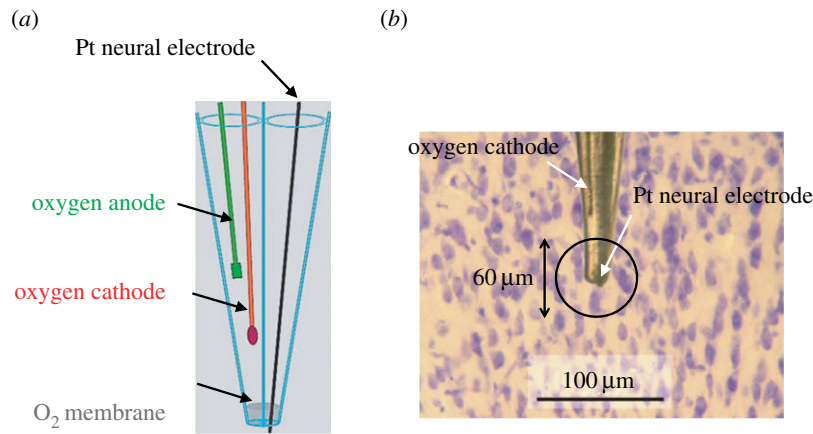 (a)
Pt neural electrode
oxygen anode
oxygen cathode
O₂ membrane
(b)
oxygen cathode
Pt neural electrode
60 μm
100 μm